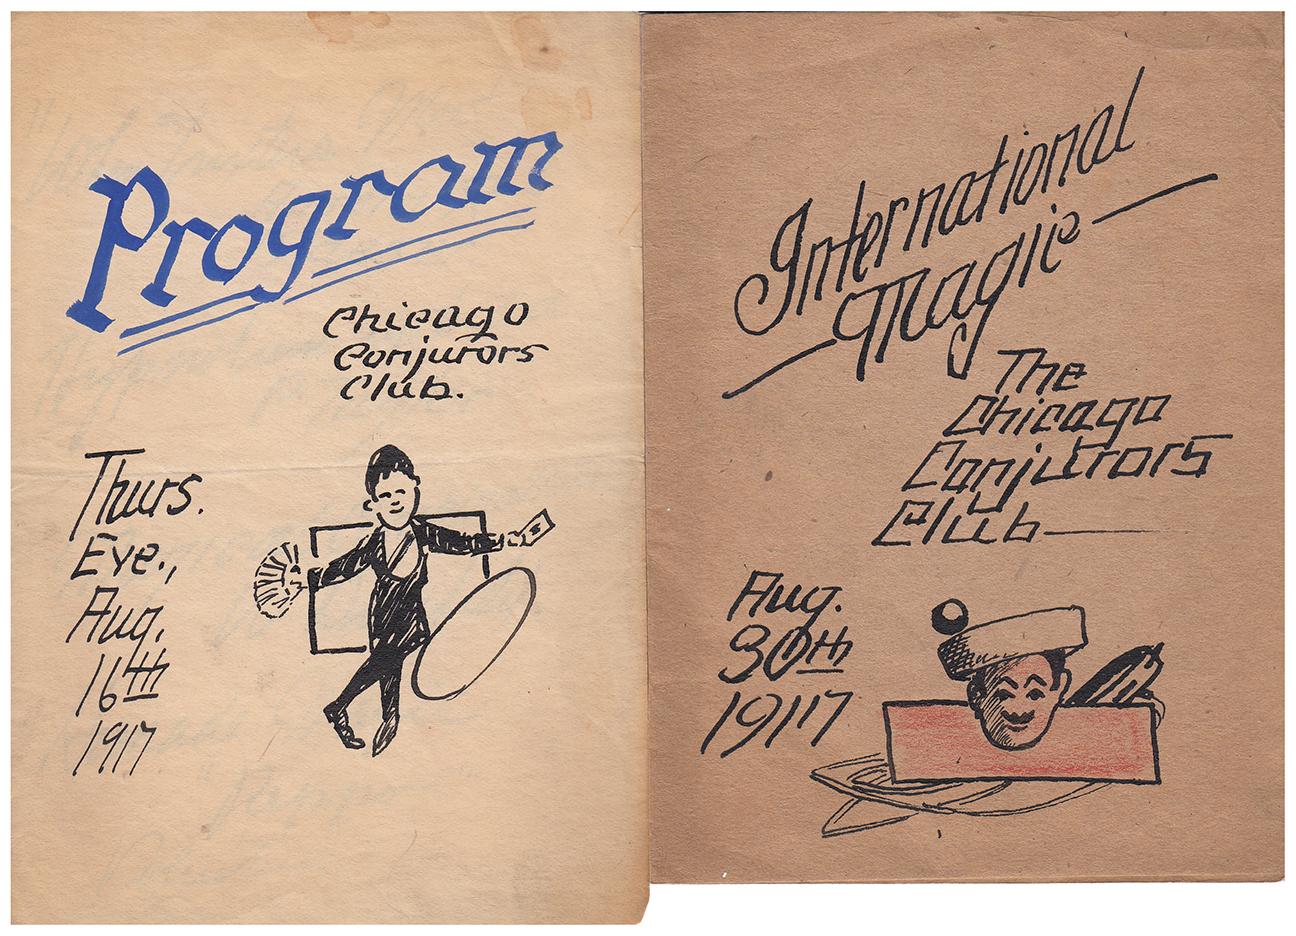 Program
Chicago
Conjurors
Club.
Thurs.
Eve.,
Aug.
16th
1917
International
Magic
The
Chicago
Conjurors
Club
Aug.
30th
1917